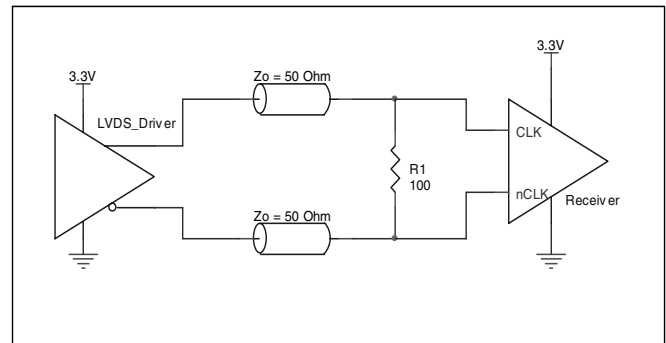 3.3V
LVDS_Driver
Zo = 50 Ohm
Zo = 50 Ohm
R1
100
3.3V
CLK
nCLK
Receiver